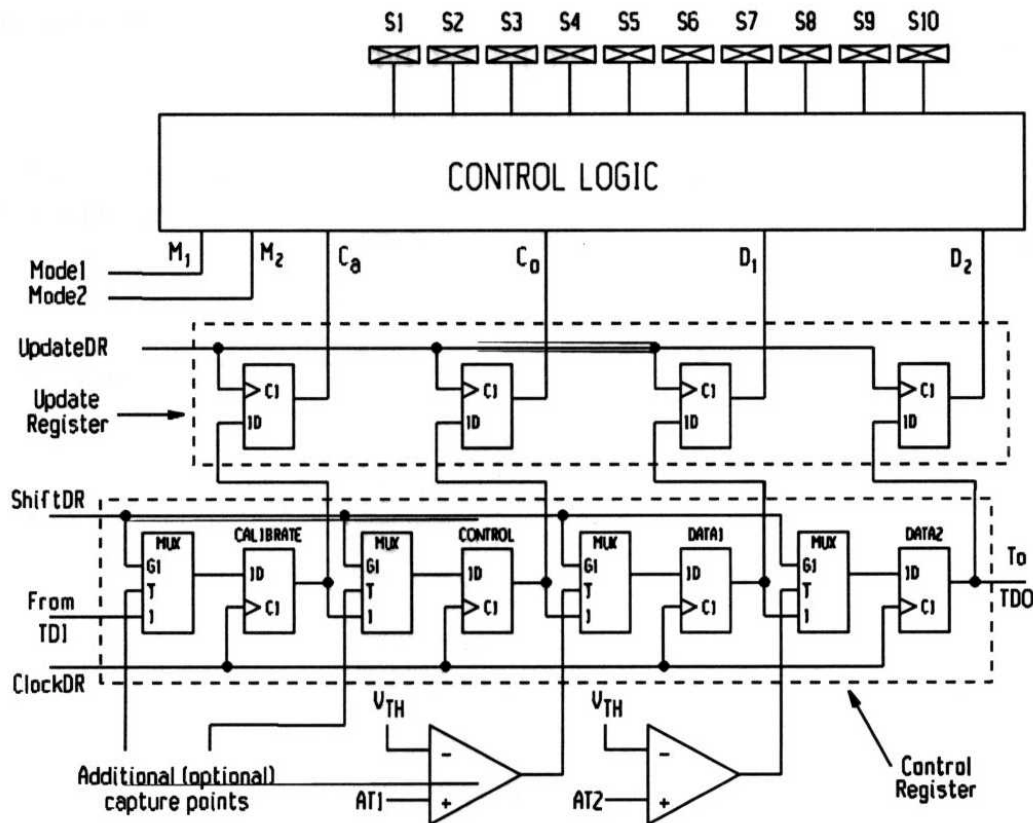 S1 S2 S3 S4 S5 S6 S7 S8 S9 S10
CONTROL LOGIC
M1 M2 Ca Co D1 D2
Mode1
Mode2
UpdateDR
C1 C1 C1 C1
1D 1D 1D 1D
Update
Register
ShiftDR
MUX CALIBRATE MUX CONTROL MUX DATA1 MUX DATA2
G1 1D G1 1D G1 1D G1 1D
To
TDO
From
TDI
1 C1 1 C1 1 C1 1 C1
ClockDR
VTH VTH
- -
Additional (optional)
capture points
AT1 + AT2 +
Control
Register